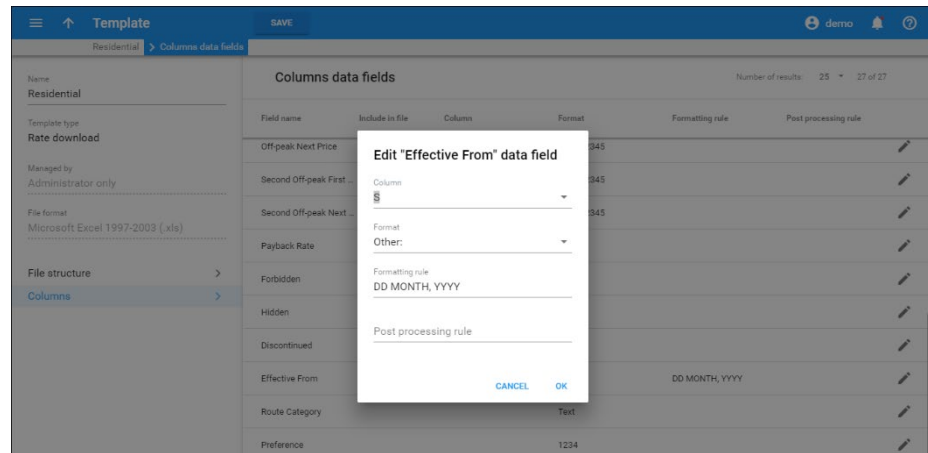 Template
SAVE
demo
Residential > Columns data fields
Name
Residential
Template type
Rate download
Managed by
Administrator only
File format
Microsoft Excel 1997-2003 (.xls)
File structure
Columns
Columns data fields
Number of results: 25 27 of 27
Field name Include in file Column Format Formatting rule Post processing rule
Off-peak Next Price 2345
Second Off-peak First ... 2345
Second Off-peak Next ... 2345
Payback Rate
Forbidden
Hidden
Discontinued
Effective From DD MONTH, YYYY
Route Category Text
Preference 1234
Edit "Effective From" data field
Column
S
Format
Other:
Formatting rule
DD MONTH, YYYY
Post processing rule
CANCEL OK